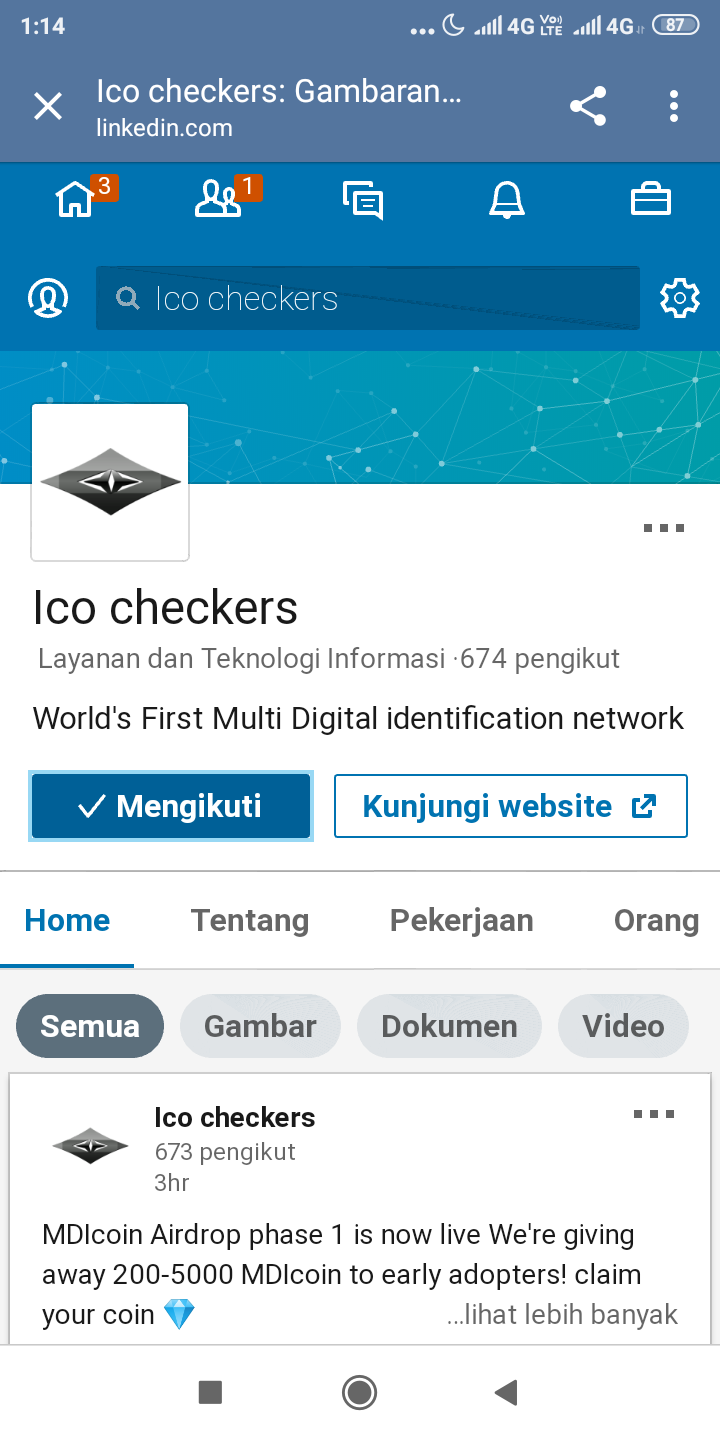 1:14
4G Vo) LTE 4G 87
Ico checkers: Gambaran...
linkedin.com
3 1
Ico checkers
Ico checkers
Layanan dan Teknologi Informasi ·674 pengikut
World's First Multi Digital identification network
Mengikuti Kunjungi website
Home Tentang Pekerjaan Orang
Semua Gambar Dokumen Video
Ico checkers
673 pengikut
3hr
MDIcoin Airdrop phase 1 is now live We're giving
away 200-5000 MDIcoin to early adopters! claim
your coin 💎 ...lihat lebih banyak